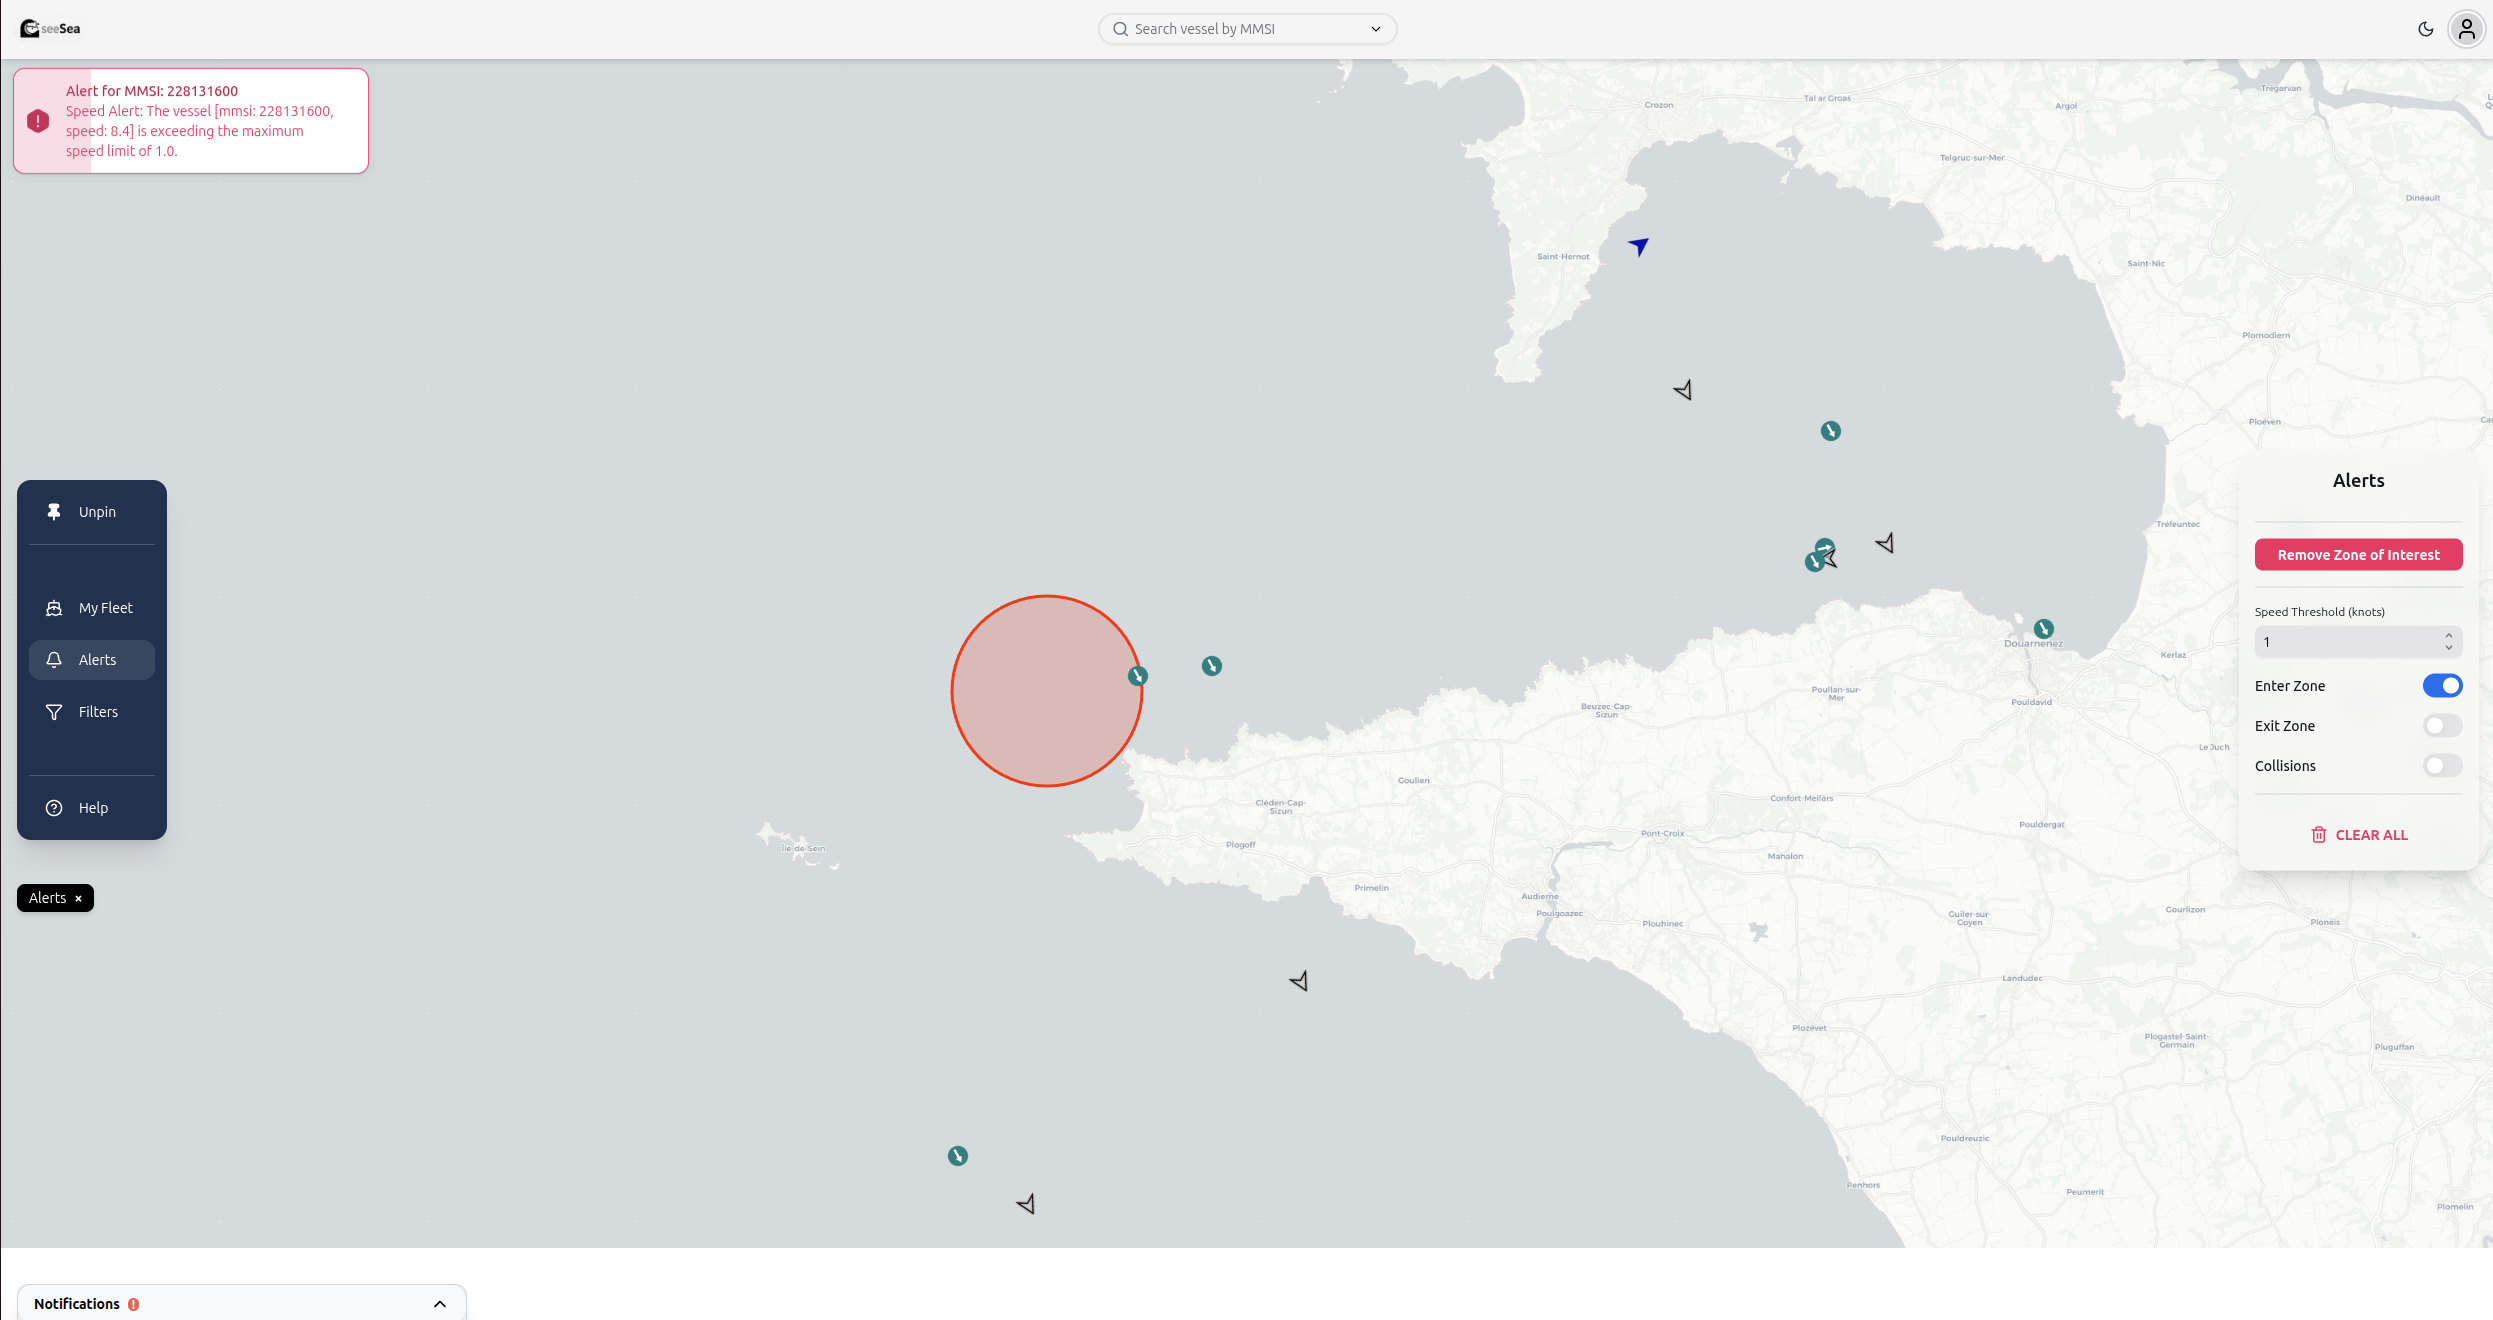 seeSea
Search vessel by MMSI
Alert for MMSI: 228131600
Speed Alert: The vessel [mmsi: 228131600,
speed: 8.4] is exceeding the maximum
speed limit of 1.0.
Crozon
Tal ar Groas
Argol
Trégarvan
Telgruc-sur-Mer
Dinéault
Saint-Hernot
Saint-Nic
Plomodiern
Ploéven
Unpin
My Fleet
Alerts
Filters
Help
Alerts ×
Alerts
Remove Zone of Interest
Speed Threshold (knots)
1
Enter Zone
Exit Zone
Collisions
CLEAR ALL
Tréfeuntec
Douarnenez
Kerlaz
Poullan-sur-
Mer
Pouldavid
Beuzec-Cap-
Sizun
Le Juch
Goulien
Cléden-Cap-
Sizun
Confort-Meilars
Pont-Croix
Pouldergat
Île de Sein
Plogoff
Mahalon
Primelin
Audierne
Poulgoazec
Plouhinec
Guiler-sur-
Goyen
Gourlizon
Plonéis
Landudec
Plozévet
Plogastel-Saint-
Germain
Pluguffan
Pouldreuzic
Penhors
Peumerit
Plomelin
Notifications